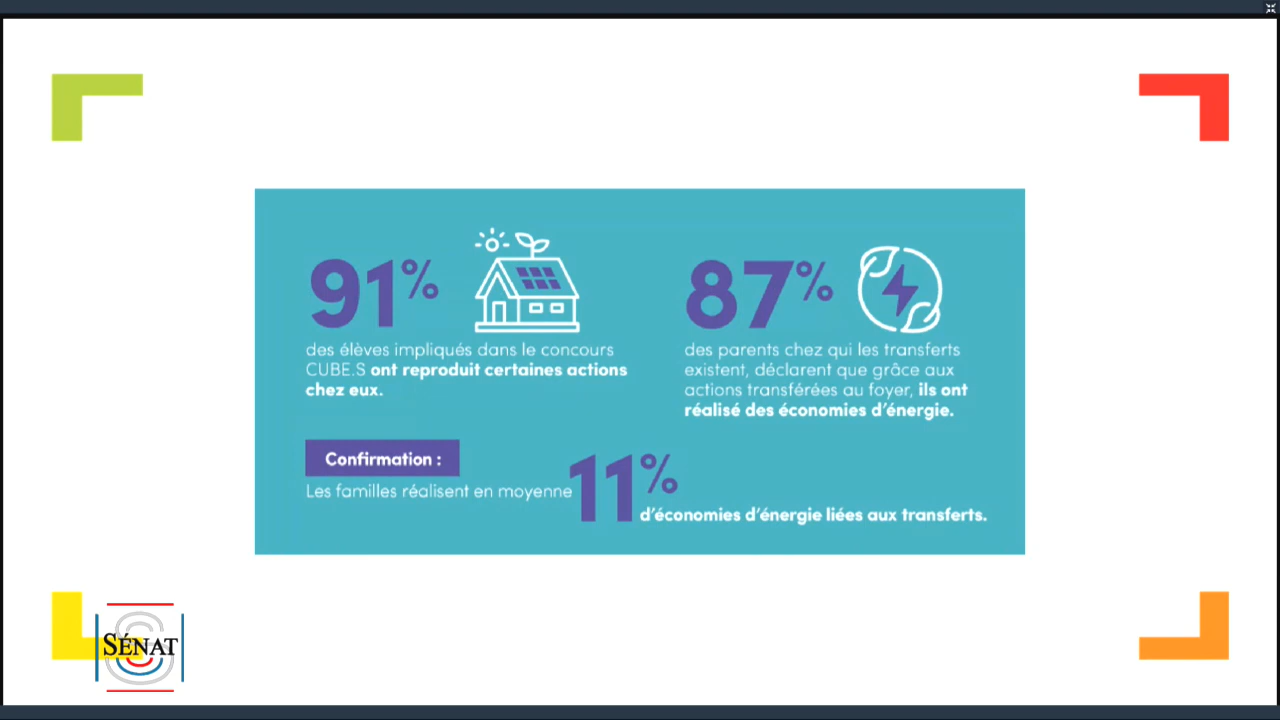 91%
des élèves impliqués dans le concours
CUBE.S ont reproduit certaines actions
chez eux.
87%
des parents chez qui les transferts
existent, déclarent que grâce aux
actions transférées au foyer, ils ont
réalisé des économies d'énergie.
Confirmation :
Les familles réalisent en moyenne 11%
d'économies d'énergie liées aux transferts.
SÉNAT